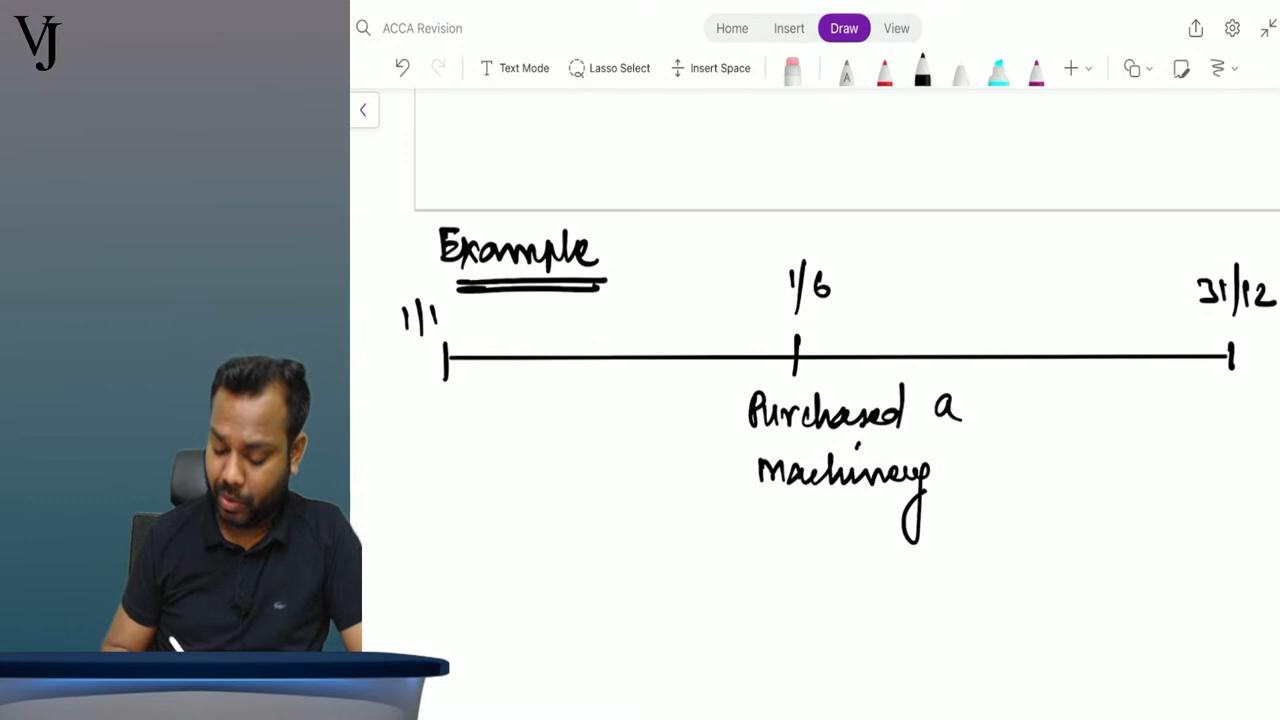 VJ
ACCA Revision
Home Insert Draw View
Text Mode Lasso Select Insert Space
A
Example
1/1
1/6
31/12
Purchased a
Machinery